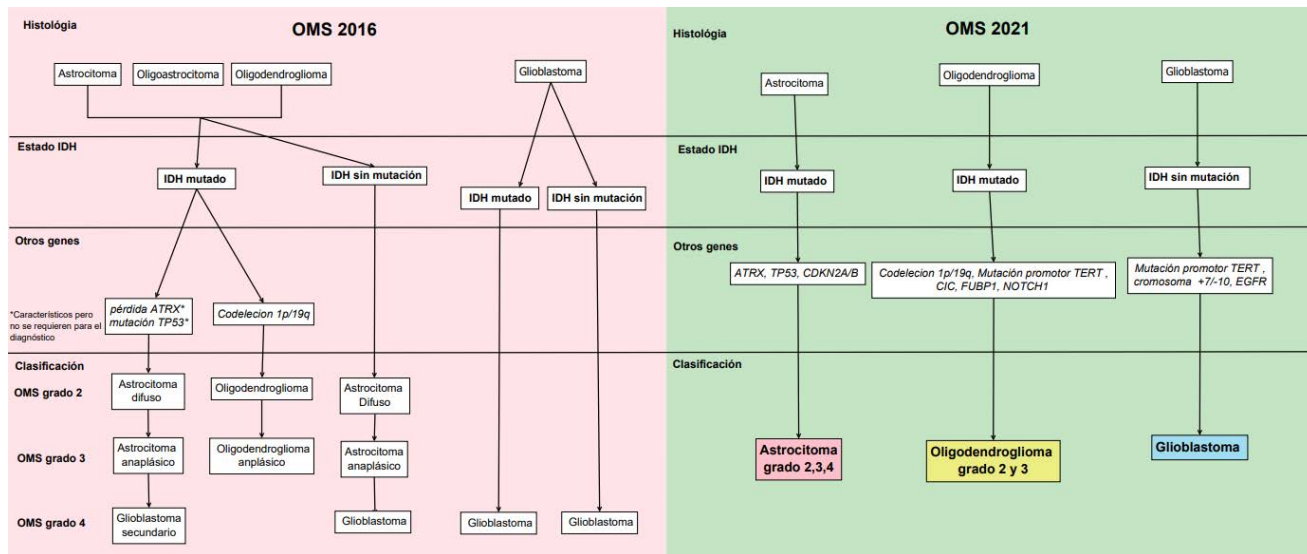 Histológia
OMS 2016
Astrocitoma
Oligoastrocitoma
Oligodendroglioma
Glioblastoma
Estado IDH
IDH mutado
IDH sin mutación
IDH mutado
IDH sin mutación
Otros genes
*Característicos pero
no se requieren para el
diagnóstico
pérdida ATRX*
mutación TP53*
Codelecion 1p/19q
Clasificación
OMS grado 2
Astrocitoma
difuso
Oligodendroglioma
Astrocitoma
Difuso
OMS grado 3
Astrocitoma
anaplásico
Oligodendroglioma
anplásico
Astrocitoma
anaplásico
OMS grado 4
Glioblastoma
secundario
Glioblastoma
Glioblastoma
Glioblastoma
Histológia
OMS 2021
Astrocitoma
Oligodendroglioma
Glioblastoma
Estado IDH
IDH mutado
IDH mutado
IDH sin mutación
Otros genes
ATRX, TP53, CDKN2A/B
Codelecion 1p/19q, Mutación promotor TERT ,
CIC, FUBP1, NOTCH1
Mutación promotor TERT ,
cromosoma +7/-10, EGFR
Clasificación
Astrocitoma
grado 2,3,4
Oligodendroglioma
grado 2 y 3
Glioblastoma